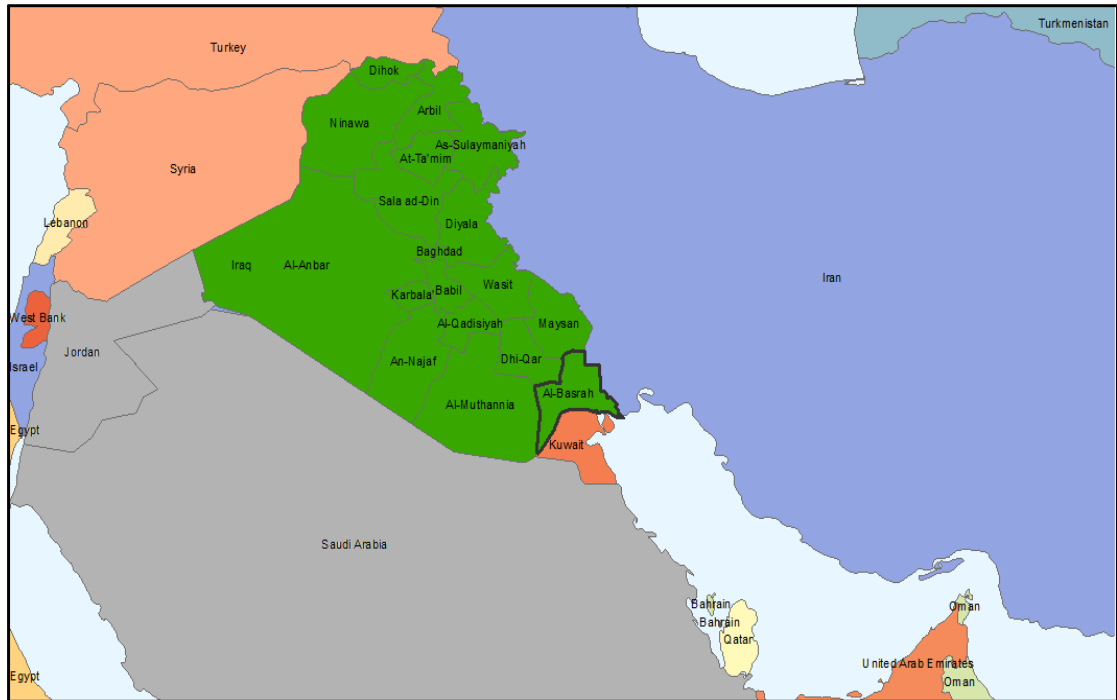 Turkmenistan
Turkey
Dihok
Arbil
Ninawa
As-Sulaymaniyah
At-Ta'mim
Syria
Sala ad-Din
Lebanon
Diyala
Baghdad
Iraq
Al-Anbar
Iran
Wasit
Babil
Karbala'
West Bank
Al-Qadisiyah
Maysan
Jordan
An-Najaf
Dhi-Qar
Israel
Al-Basrah
Al-Muthannia
Egypt
Kuwait
Saudi Arabia
Bahrain
Oman
Bahrain
Qatar
United Arab Emirates
Egypt
Oman